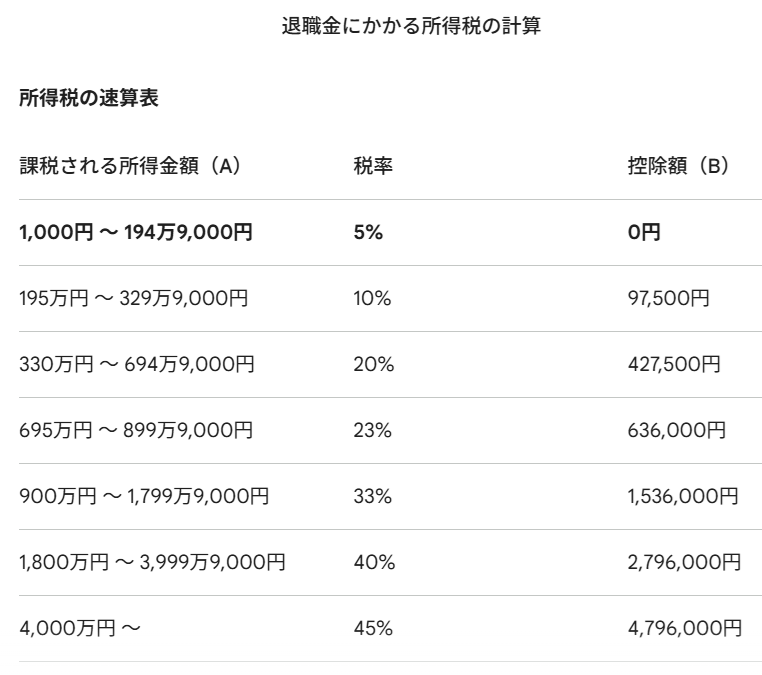 退職金にかかる所得税の計算
所得税の速算表
課税される所得金額（A） 税率 控除額（B）
1,000円 〜 194万9,000円 5% 0円
195万円 〜 329万9,000円 10% 97,500円
330万円 〜 694万9,000円 20% 427,500円
695万円 〜 899万9,000円 23% 636,000円
900万円 〜 1,799万9,000円 33% 1,536,000円
1,800万円 〜 3,999万9,000円 40% 2,796,000円
4,000万円 〜 45% 4,796,000円